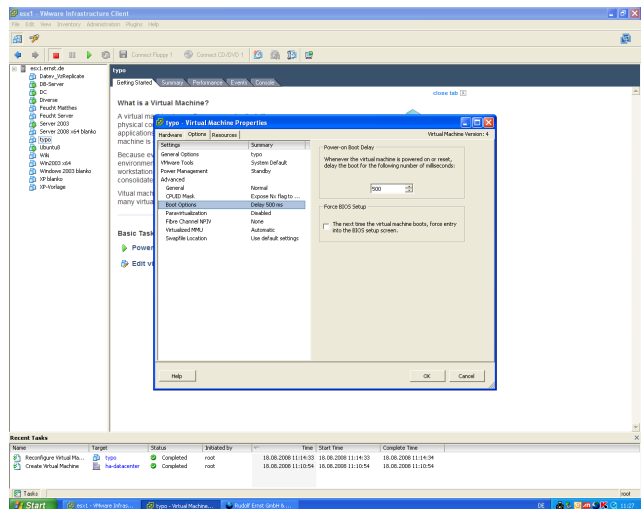 esx1 - VMware Infrastructure Client
File Edit View Inventory Administration Plugins Help
Connect Floppy 1 Connect CD/DVD 1
esx1.ernst.de
Datev_VzReplicate
DB-Server
DC
Diverse
Feucht Matthes
Feucht Server
Server 2003
Server 2008 x64 blanko
typo
Ubuntu8
Wiki
Win2003 x64
Windows 2003 blanko
XP blanko
XP-Vorlage
typo
Getting Started Summary Performance Events Console
close tab
What is a Virtual Machine?
A virtual ma
physical co
applications
machine is
Because ev
environmen
workstation
consolidate
Vitual mach
many virtua
Basic Task
Power
Edit vi
typo - Virtual Machine Properties
Hardware Options Resources
Virtual Machine Version: 4
Settings Summary
General Options typo
VMware Tools System Default
Power Management Standby
Advanced
General Normal
CPUID Mask Expose Nx flag to ...
Boot Options Delay 500 ms
Paravirtualization Disabled
Fibre Channel NPIV None
Virtualized MMU Automatic
Swapfile Location Use default settings
Power-on Boot Delay
Whenever the virtual machine is powered on or reset,
delay the boot for the following number of milliseconds:
500
Force BIOS Setup
The next time the virtual machine boots, force entry
into the BIOS setup screen.
Help OK Cancel
Recent Tasks
Name Target Status Initiated by Time Start Time Complete Time
Reconfigure Virtual Ma... typo Completed root 18.08.2008 11:14:33 18.08.2008 11:14:33 18.08.2008 11:14:34
Create Virtual Machine ha-datacenter Completed root 18.08.2008 11:10:54 18.08.2008 11:10:54 18.08.2008 11:10:54
Tasks root
Start esx1 - VMware Infras... typo - Virtual Machine... Rudolf Ernst GmbH & ... DE 11:27